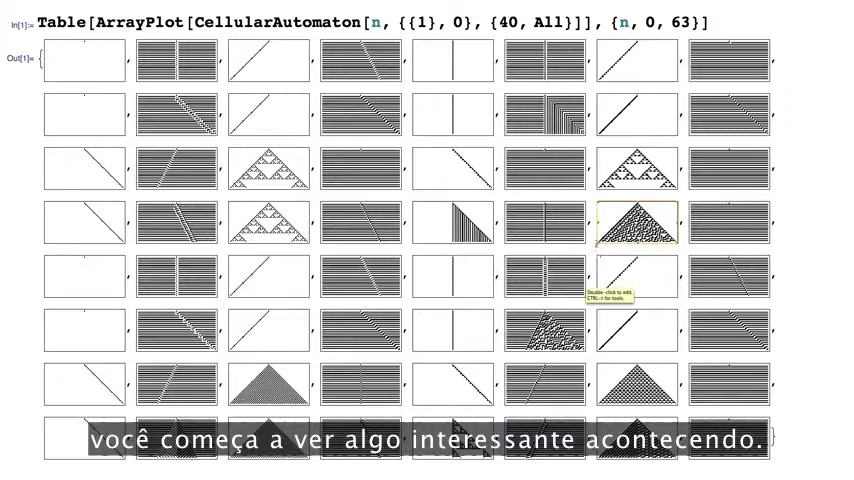 In[1]:= Table[ArrayPlot[CellularAutomaton[n, {{1}, 0}, {40, All}]], {n, 0, 63}]
Out[1]= {
Double-click to edit.
CTRL-t for tools.
você começa a ver algo interessante acontecendo.
}